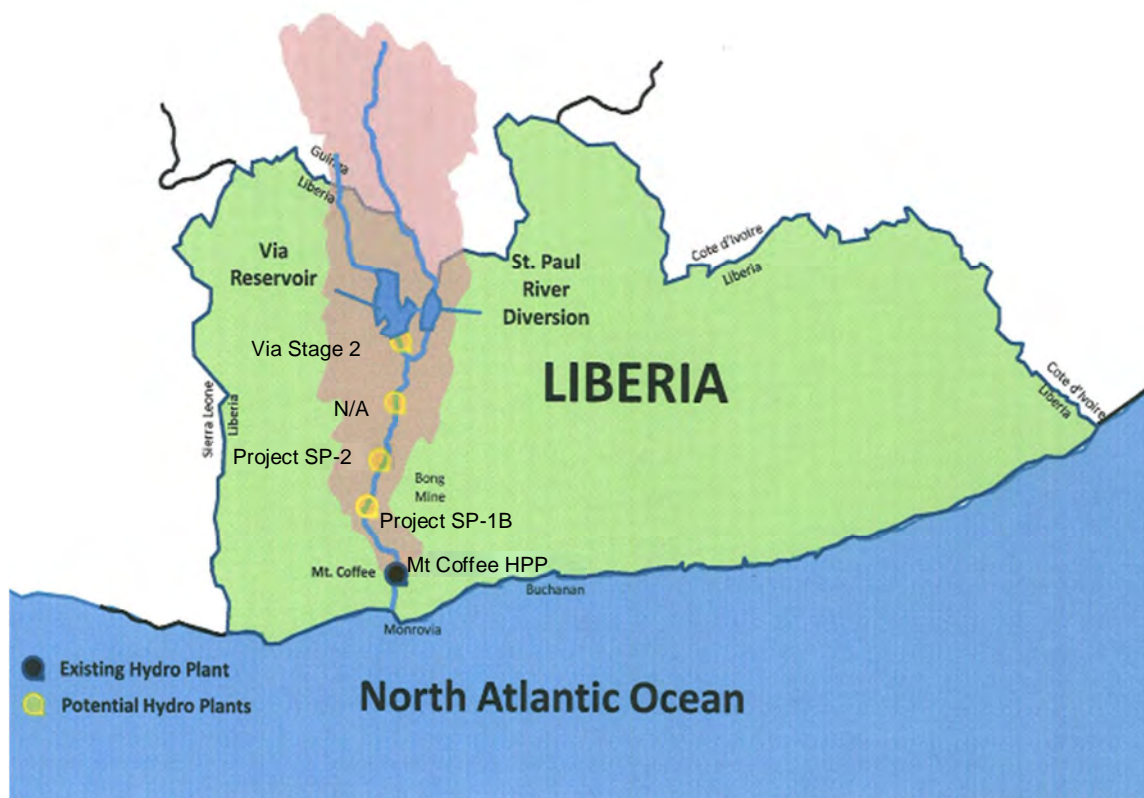 Guinea
Liberia
Via
Reservoir
Cote d'Ivoire
Liberia
St. Paul
River
Diversion
Via Stage 2
LIBERIA
Cote d'Ivoire
Liberia
Sierra Leone
Liberia
N/A
Project SP-2
Bong
Mine
Project SP-1B
Mt. Coffee
Mt Coffee HPP
Buchanan
Monrovia
Existing Hydro Plant
Potential Hydro Plants
North Atlantic Ocean